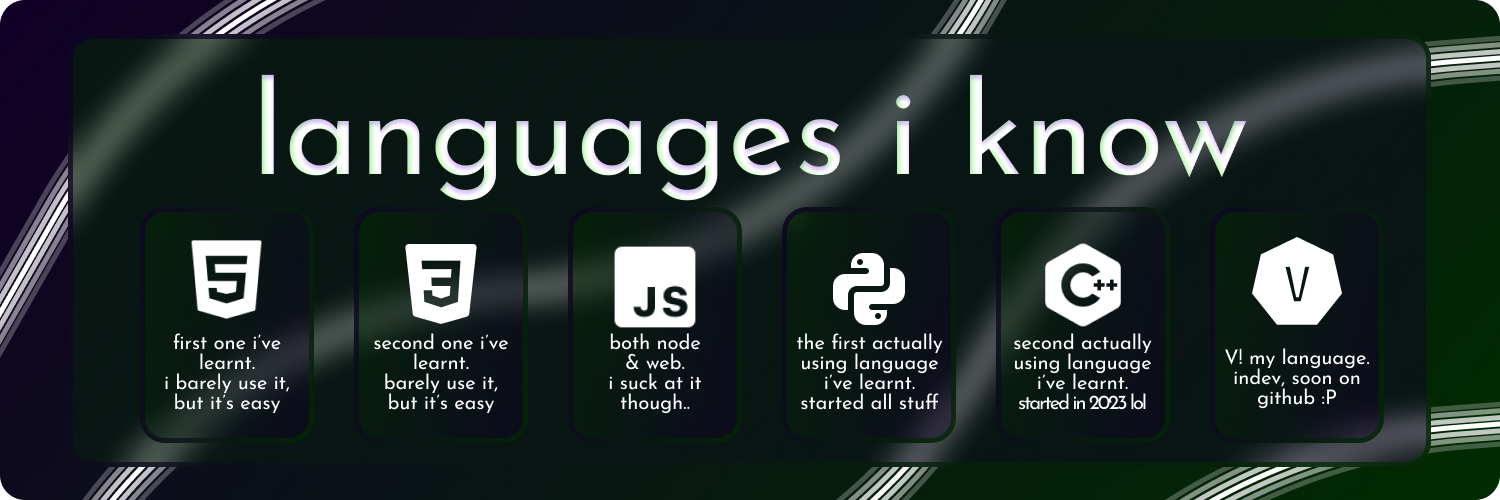 languages i know
5
first one i've
learnt.
i barely use it,
but it's easy
3
second one i've
learnt.
barely use it,
but it's easy
JS
both node
& web.
i suck at it
though..
the first actually
using language
i've learnt.
started all stuff
C++
second actually
using language
i've learnt.
started in 2023 lol
V
V! my language.
indev, soon on
github :P